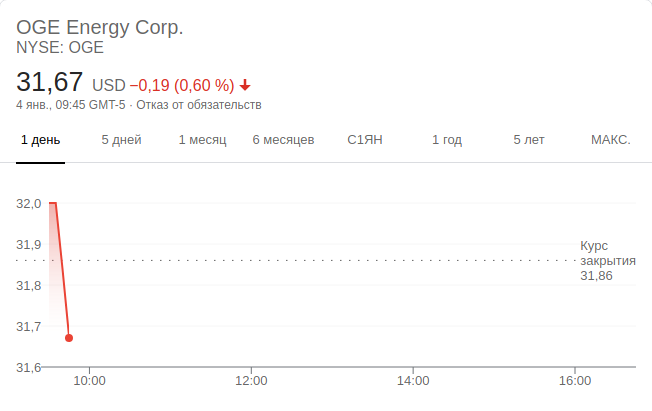 OGE Energy Corp.
NYSE: OGE
31,67 USD −0,19 (0,60 %)
4 янв., 09:45 GMT-5 · Отказ от обязательств
1 день 5 дней 1 месяц 6 месяцев С1ЯН 1 год 5 лет МАКС.
32,0
31,9
Курс
закрытия
31,86
31,8
31,7
31,6
10:00 12:00 14:00 16:00